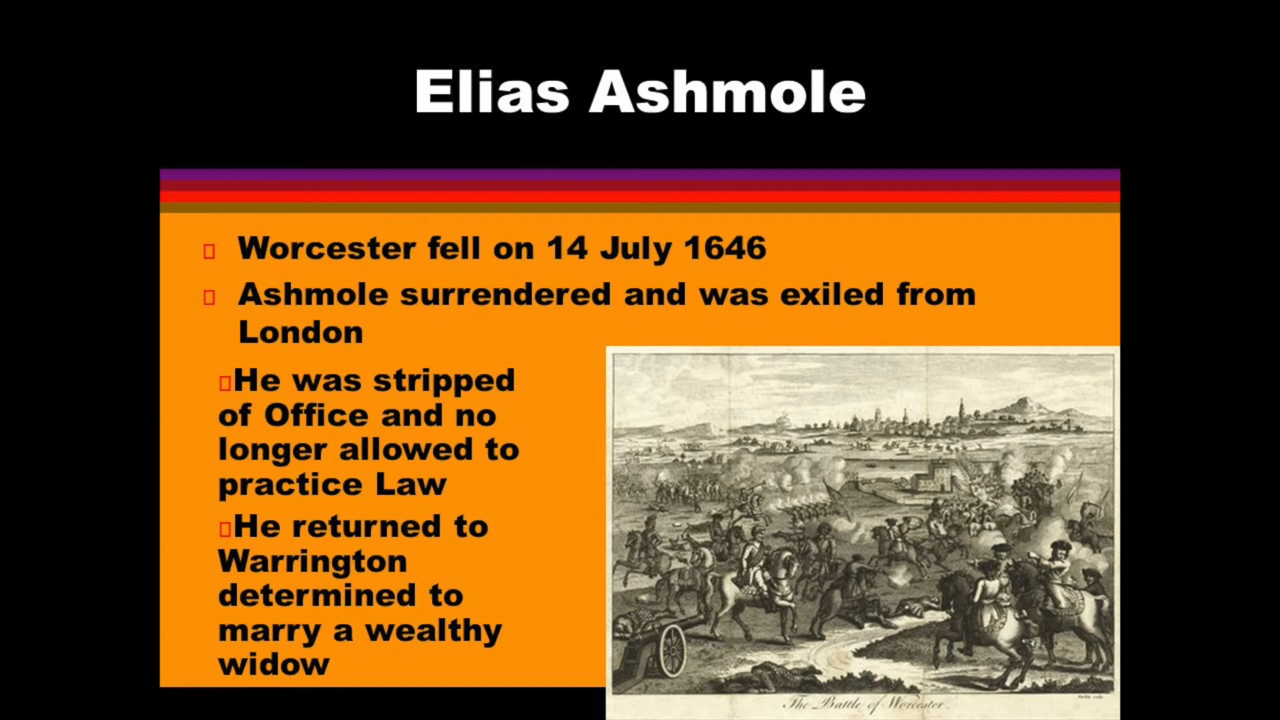 Elias Ashmole
Worcester fell on 14 July 1646
Ashmole surrendered and was exiled from
London
He was stripped
of Office and no
longer allowed to
practice Law
He returned to
Warrington
determined to
marry a wealthy
widow
The Battle of Worcester.